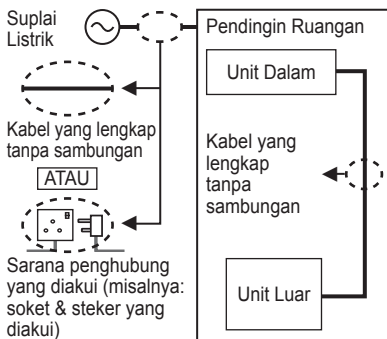 Suplai
Listrik
Kabel yang lengkap
tanpa sambungan
ATAU
Sarana penghubung
yang diakui (misalnya:
soket & steker yang
diakui)
Pendingin Ruangan
Unit Dalam
Kabel yang
lengkap
tanpa
sambungan
Unit Luar